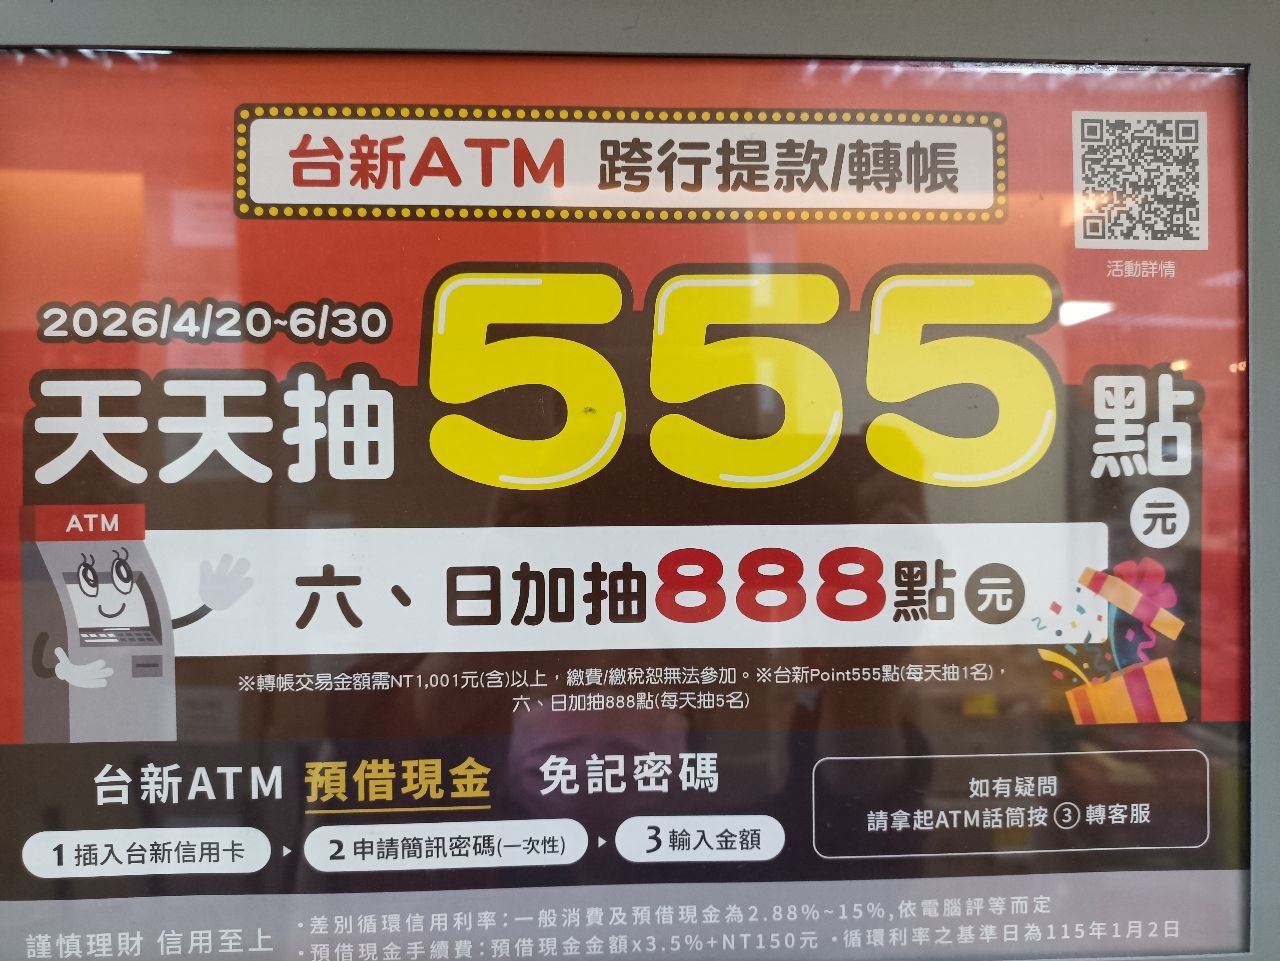 台新ATM 跨行提款/轉帳
活動詳情
2026/4/20~6/30
天天抽555點
元
ATM
六、日加抽888點元
※轉帳交易金額需NT1,001元(含)以上，繳費/繳稅恕無法參加。※台新Point555點(每天抽1名)，
六、日加抽888點(每天抽5名)
台新ATM 預借現金 免記密碼
1 插入台新信用卡 ▸ 2 申請簡訊密碼(一次性) ▸ 3 輸入金額
如有疑問
請拿起ATM話筒按③轉客服
謹慎理財 信用至上
·差別循環信用利率：一般消費及預借現金為2.88%~15%,依電腦評等而定
·預借現金手續費：預借現金金額x3.5%+NT150元 ·循環利率之基準日為115年1月2日